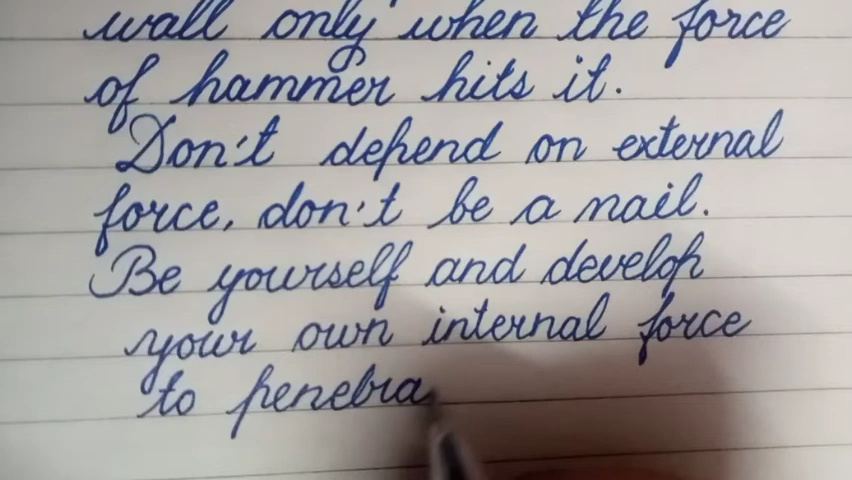 wall only when the force
of hammer hits it.
Don't depend on external
force, don't be a nail.
Be yourself and develop
your own internal force
to penetra